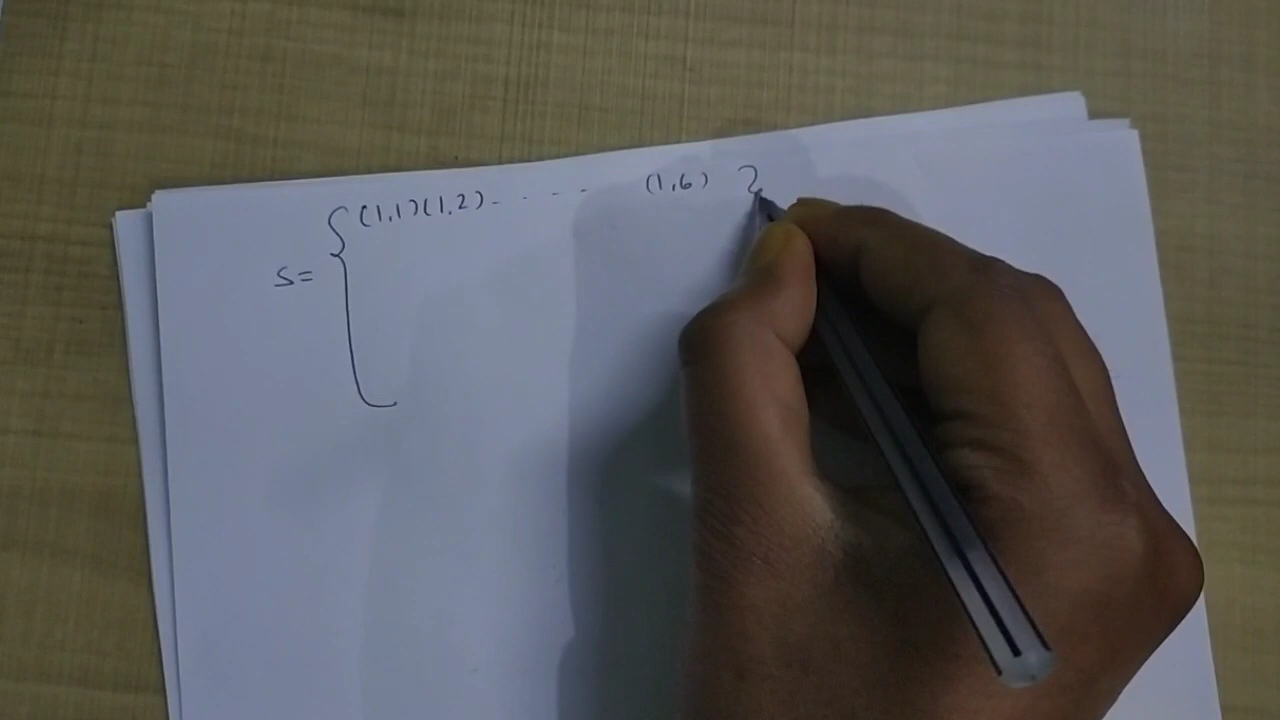 { (1,1)(1,2)- - - - (1,6) }
S=